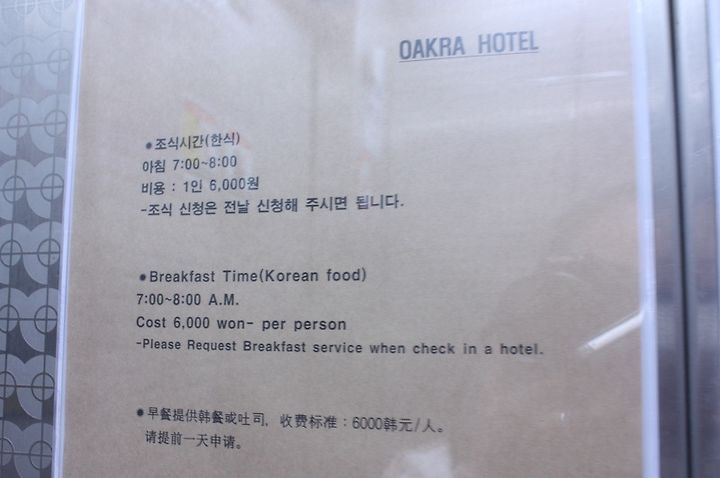 OAKRA HOTEL
●조식시간(한식)
아침 7:00~8:00
비용 : 1인 6,000원
-조식 신청은 전날 신청해 주시면 됩니다.
●Breakfast Time(Korean food)
7:00~8:00 A.M.
Cost 6,000 won- per person
-Please Request Breakfast service when check in a hotel.
●早餐提供韩餐或吐司, 收费标准：6000韩元/人。
请提前一天申请。